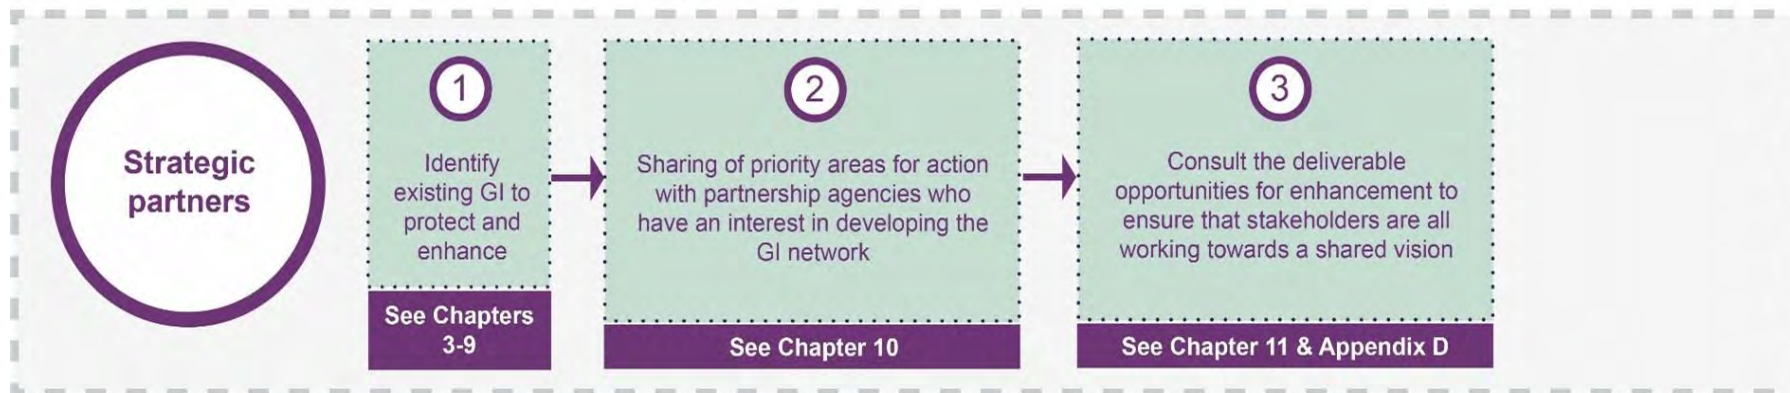 Strategic
partners
1
Identify
existing GI to
protect and
enhance
See Chapters
3-9
2
Sharing of priority areas for action
with partnership agencies who
have an interest in developing the
GI network
See Chapter 10
3
Consult the deliverable
opportunities for enhancement to
ensure that stakeholders are all
working towards a shared vision
See Chapter 11 & Appendix D